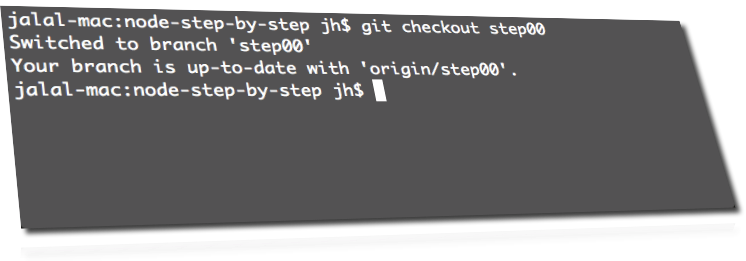 jalal-mac:node-step-by-step jh$ git checkout step00
Switched to branch 'step00'
Your branch is up-to-date with 'origin/step00'.
jalal-mac:node-step-by-step jh$